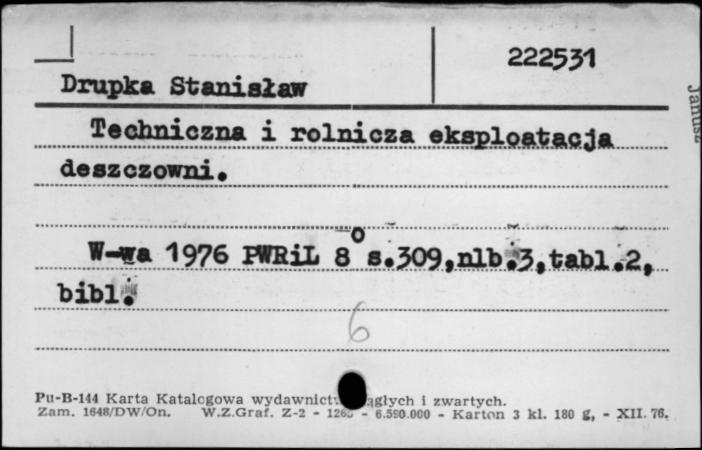 222531
Drupka Stanisław
Techniczna i rolnicza eksploatacja
deszczowni.
W-wa 1976 PWRiL 8° s.309,nlb.3,tabl.2,
bibl.
6
Pu-B-144 Karta Katalogowa wydawnictw i zwartych.
Zam. 1648/DW/On. W.Z.Graf. Z-2 - 6.590.000 - Karton 3 kl. 180 g, - XII. 76.
Janusz